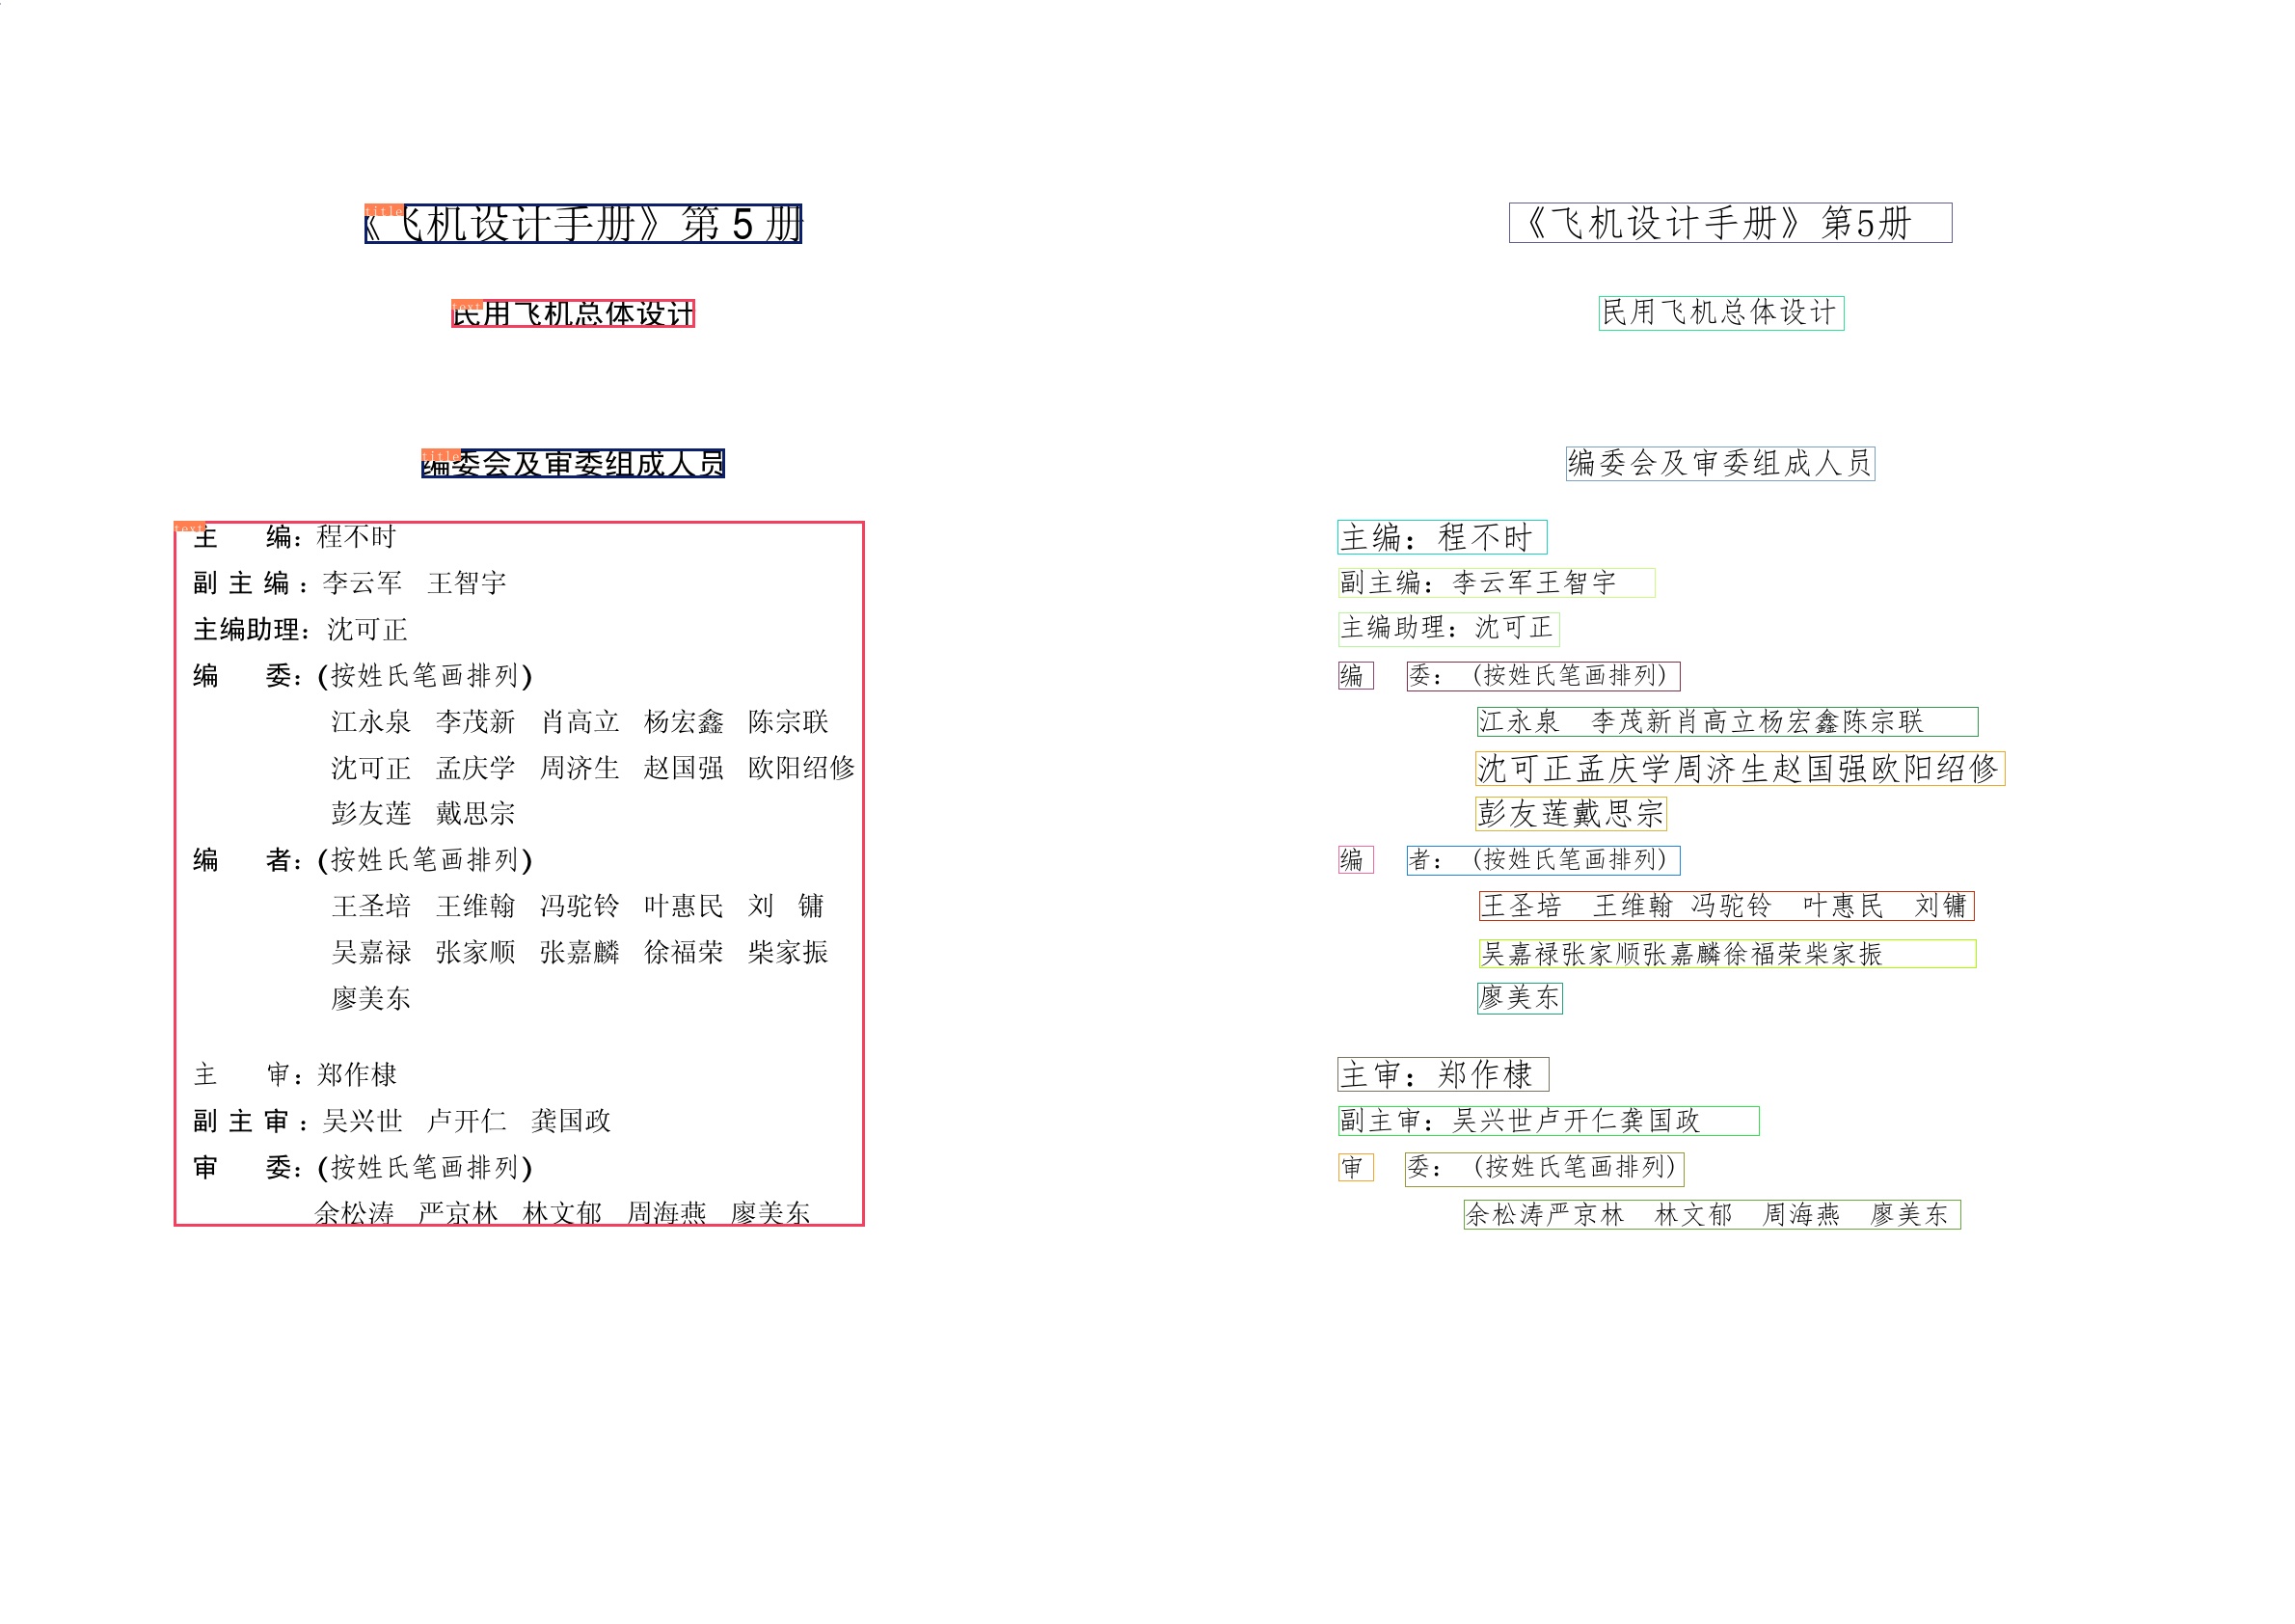 《飞机设计手册》第 5 册
民用飞机总体设计
编委会及审委组成人员
主 编：程不时
副 主 编：李云军 王智宇
主编助理：沈可正
编 委：(按姓氏笔画排列)
江永泉 李茂新 肖高立 杨宏鑫 陈宗联
沈可正 孟庆学 周济生 赵国强 欧阳绍修
彭友莲 戴思宗
编 者：(按姓氏笔画排列)
王圣培 王维翰 冯驼铃 叶惠民 刘 镛
吴嘉禄 张家顺 张嘉麟 徐福荣 柴家振
廖美东
主 审：郑作棣
副 主 审：吴兴世 卢开仁 龚国政
审 委：(按姓氏笔画排列)
余松涛 严京林 林文郁 周海燕 廖美东
title
text
title
text
《飞机设计手册》第5册
民用飞机总体设计
编委会及审委组成人员
主编：程不时
副主编：李云军王智宇
主编助理：沈可正
编 委：（按姓氏笔画排列）
江永泉 李茂新肖高立杨宏鑫陈宗联
沈可正孟庆学周济生赵国强欧阳绍修
彭友莲戴思宗
编 者：（按姓氏笔画排列）
王圣培 王维翰 冯驼铃 叶惠民 刘镛
吴嘉禄张家顺张嘉麟徐福荣柴家振
廖美东
主审：郑作棣
副主审：吴兴世卢开仁龚国政
审 委：（按姓氏笔画排列）
余松涛严京林 林文郁 周海燕 廖美东